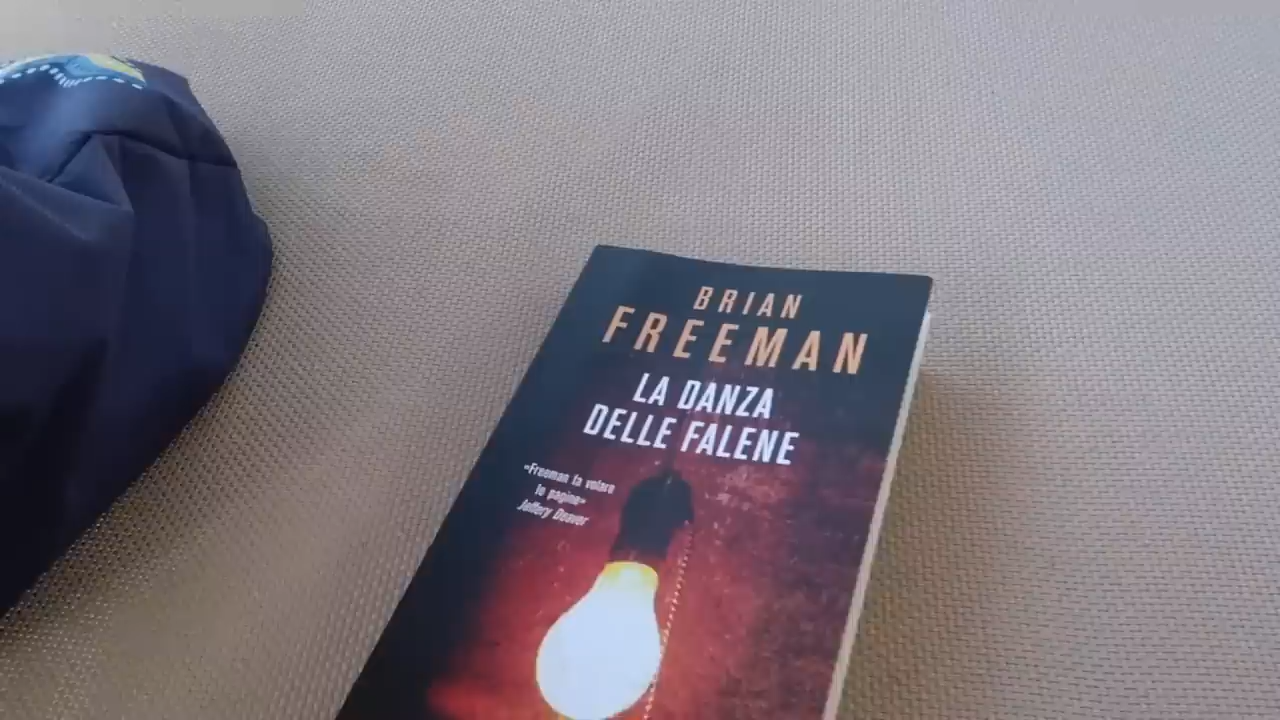 BRIAN
FREEMAN
LA DANZA
DELLE FALENE
«Freeman fa volare
le pagine»
Jeffery Deaver